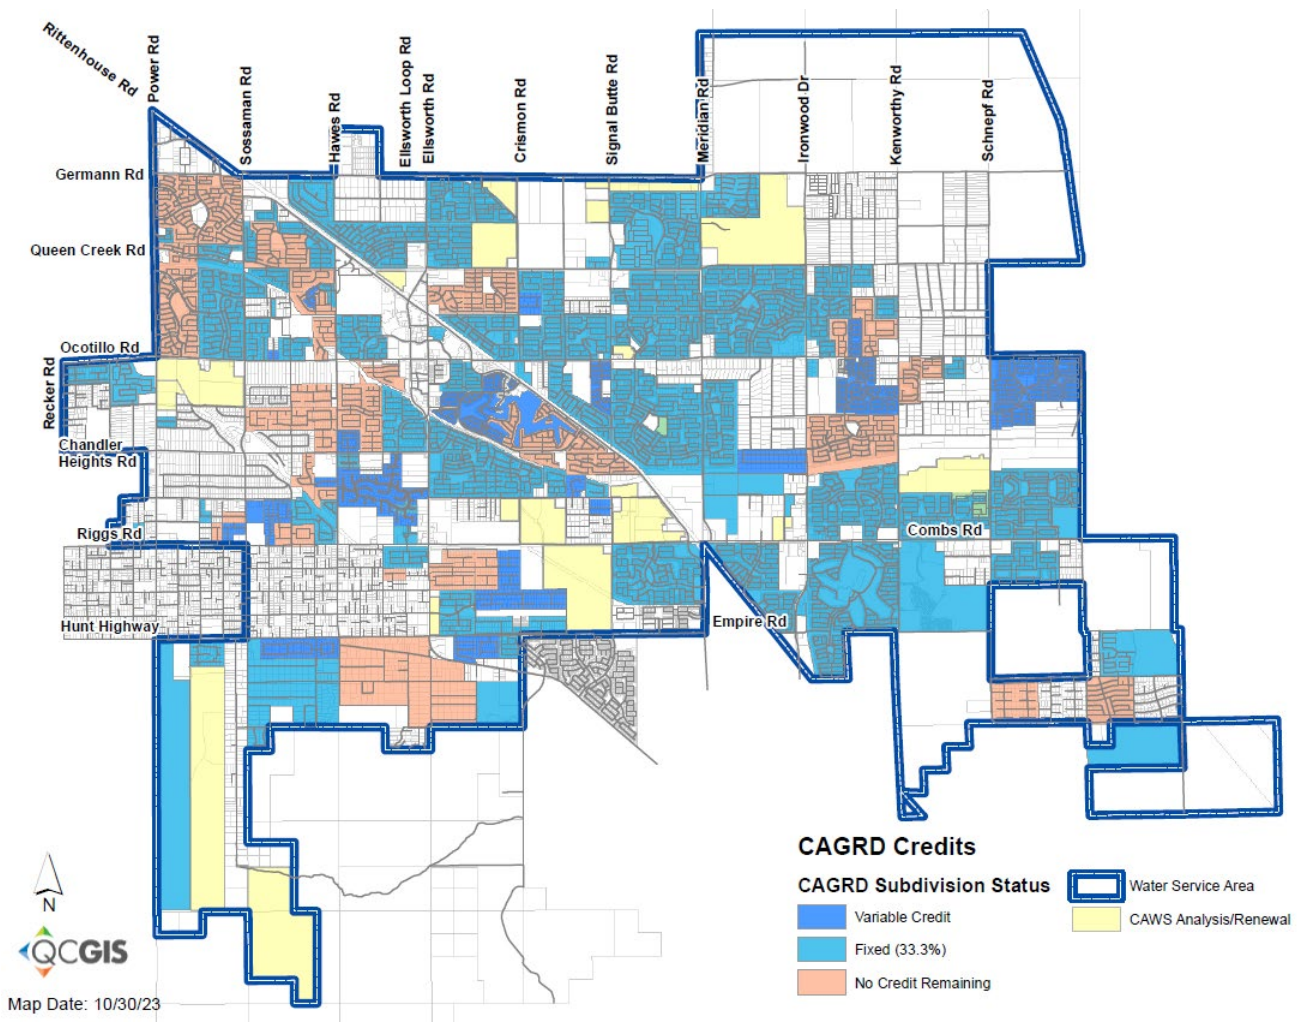 Rittenhouse Rd
Power Rd
Sossaman Rd
Hawes Rd
Ellsworth Loop Rd
Ellsworth Rd
Crismon Rd
Signal Butte Rd
Meridian Rd
Ironwood Dr
Kenworthy Rd
Schnepf Rd
Germann Rd
Queen Creek Rd
Ocotillo Rd
Recker Rd
Chandler
Heights Rd
Riggs Rd
Combs Rd
Hunt Highway
Empire Rd
CAGRD Credits
CAGRD Subdivision Status
Variable Credit
Fixed (33.3%)
No Credit Remaining
Water Service Area
CAWS Analysis/Renewal
N
QCGIS
Map Date: 10/30/23